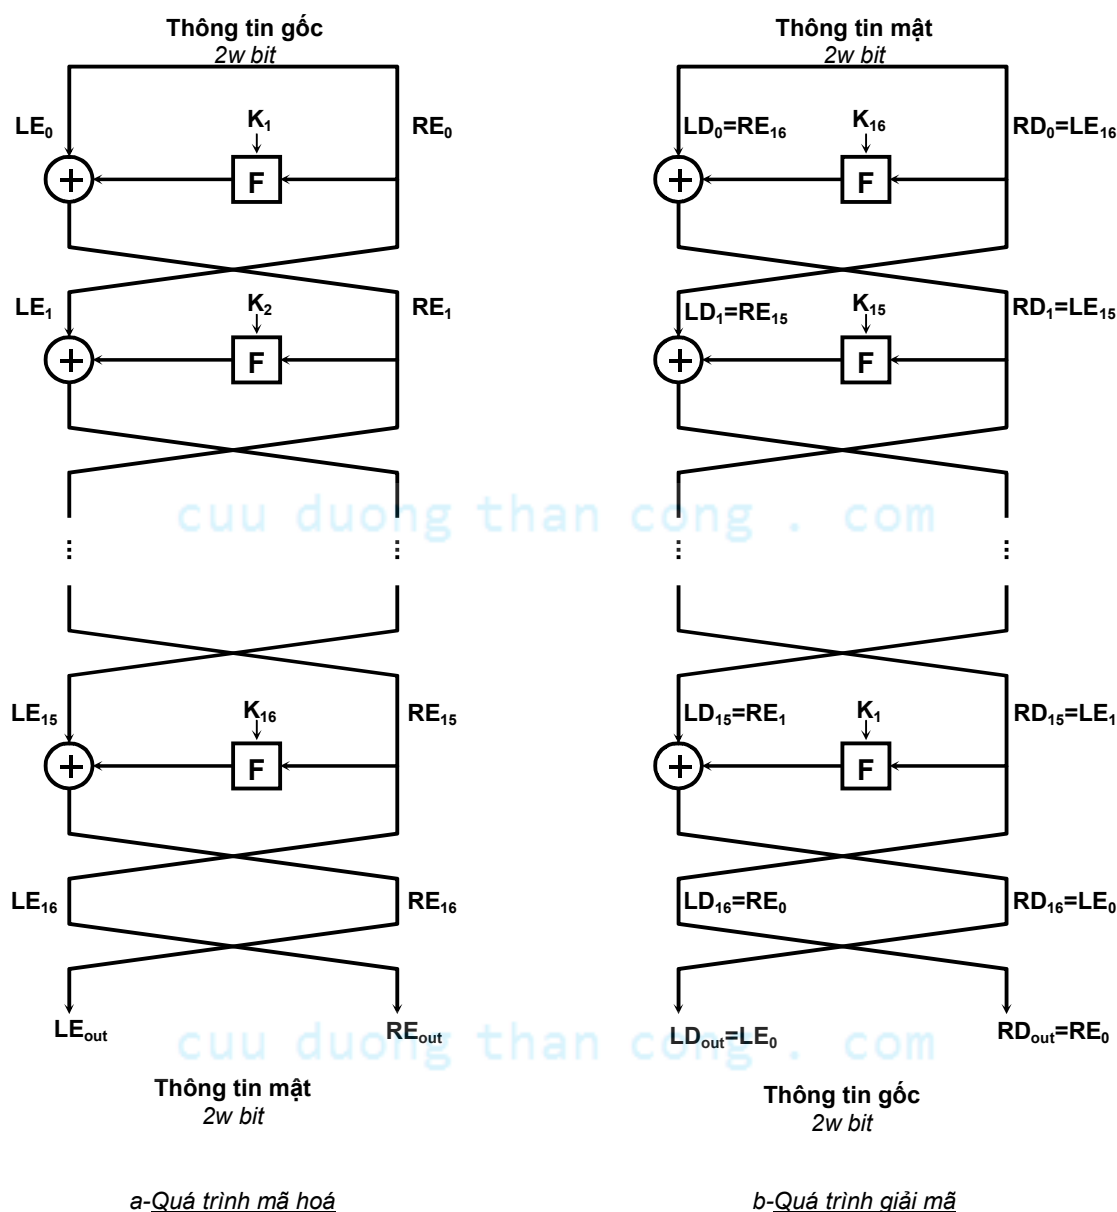 Thông tin gốc
2w bit
LE0
K1
RE0
+
F
LE1
K2
RE1
+
F
...
...
LE15
K16
RE15
+
F
LE16
RE16
LEout
REout
Thông tin mật
2w bit
a-Quá trình mã hoá
Thông tin mật
2w bit
LD0=RE16
K16
RD0=LE16
+
F
LD1=RE15
K15
RD1=LE15
+
F
...
...
LD15=RE1
K1
RD15=LE1
+
F
LD16=RE0
RD16=LE0
LDout=LE0
RDout=RE0
Thông tin gốc
2w bit
b-Quá trình giải mã
cuu duong than cong . com
cuu duong than cong . com